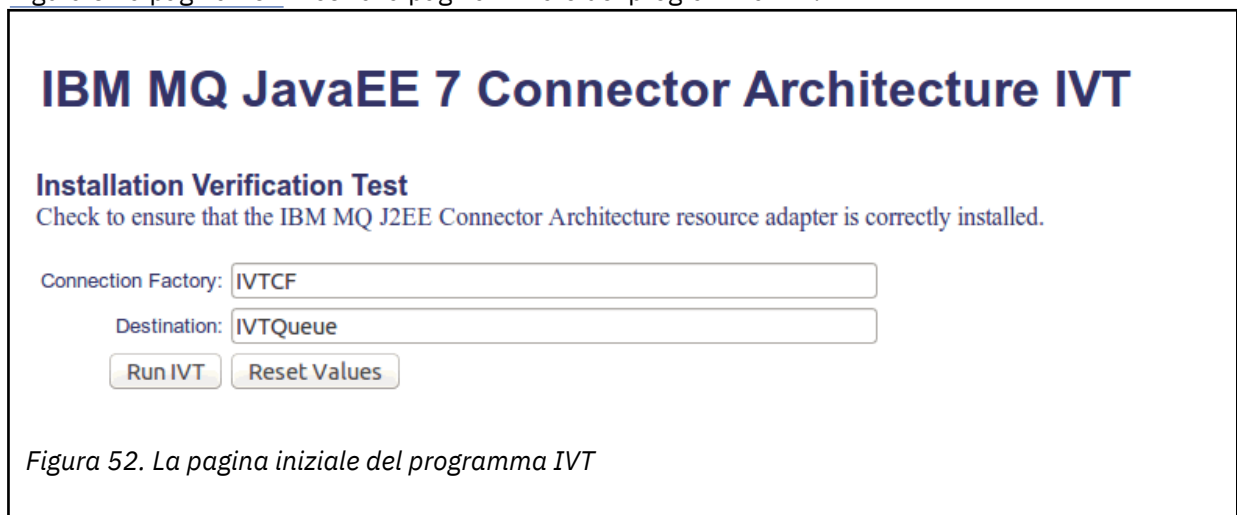 IBM MQ JavaEE 7 Connector Architecture IVT
Installation Verification Test
Check to ensure that the IBM MQ J2EE Connector Architecture resource adapter is correctly installed.
Connection Factory: IVTCF
Destination: IVTQueue
Run IVT Reset Values
Figura 52. La pagina iniziale del programma IVT